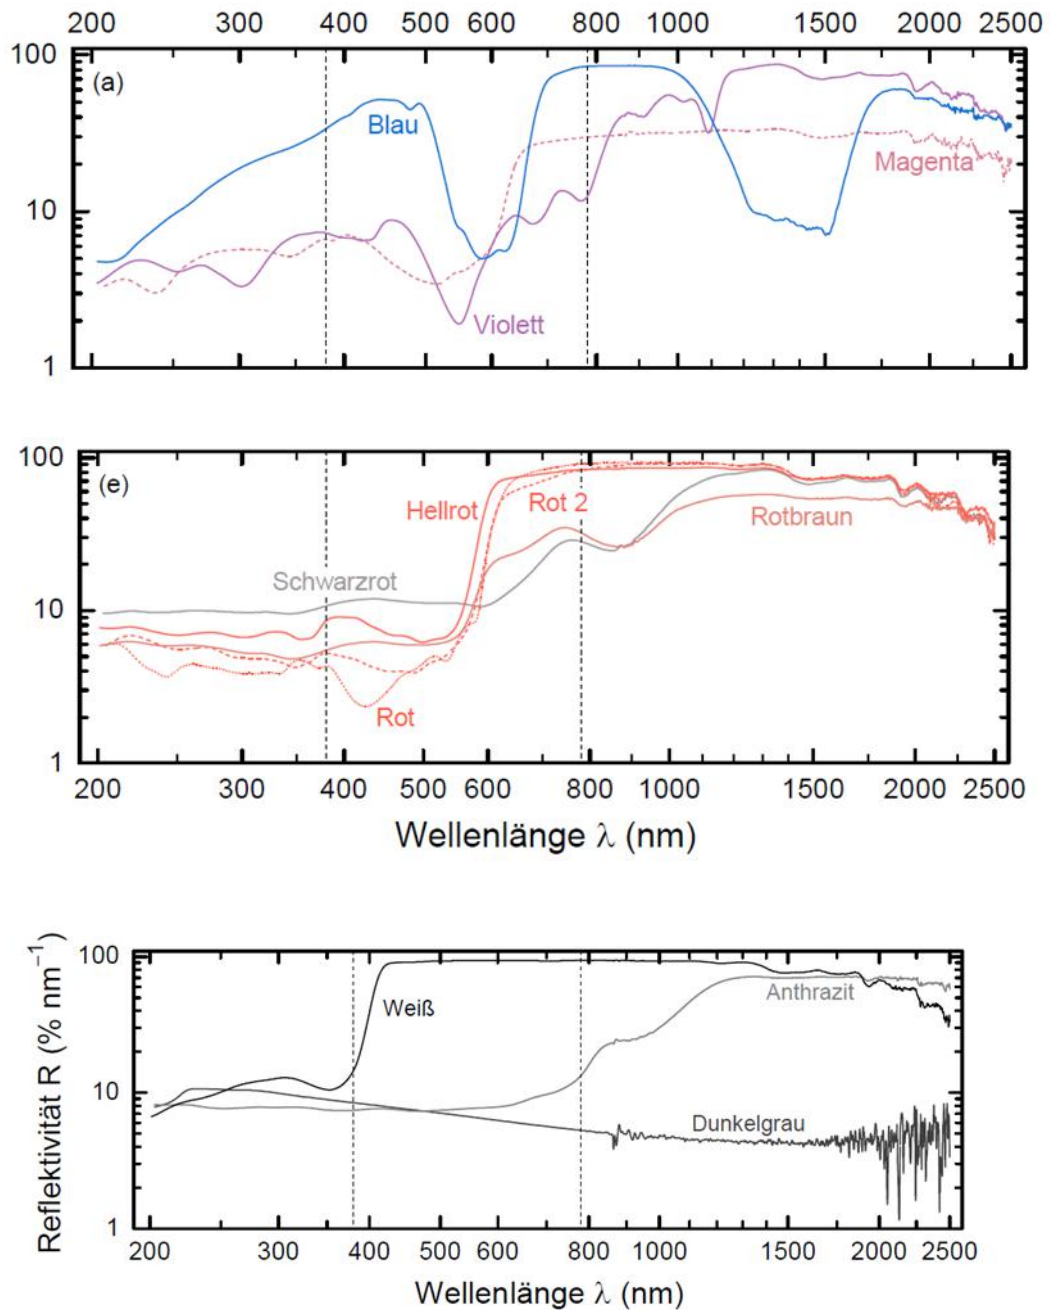 200 300 400 500 600 800 1000 1500 2000 2500
100
(a)
Blau
Magenta
10
Violett
1
100
(e)
Hellrot
Rot 2
Rotbraun
Schwarzrot
10
Rot
1
200 300 400 500 600 800 1000 1500 2000 2500
Wellenlänge λ (nm)
Reflektivität R (% nm⁻¹)
100
Weiß
Anthrazit
10
Dunkelgrau
1
200 300 400 500 600 800 1000 1500 2000 2500
Wellenlänge λ (nm)